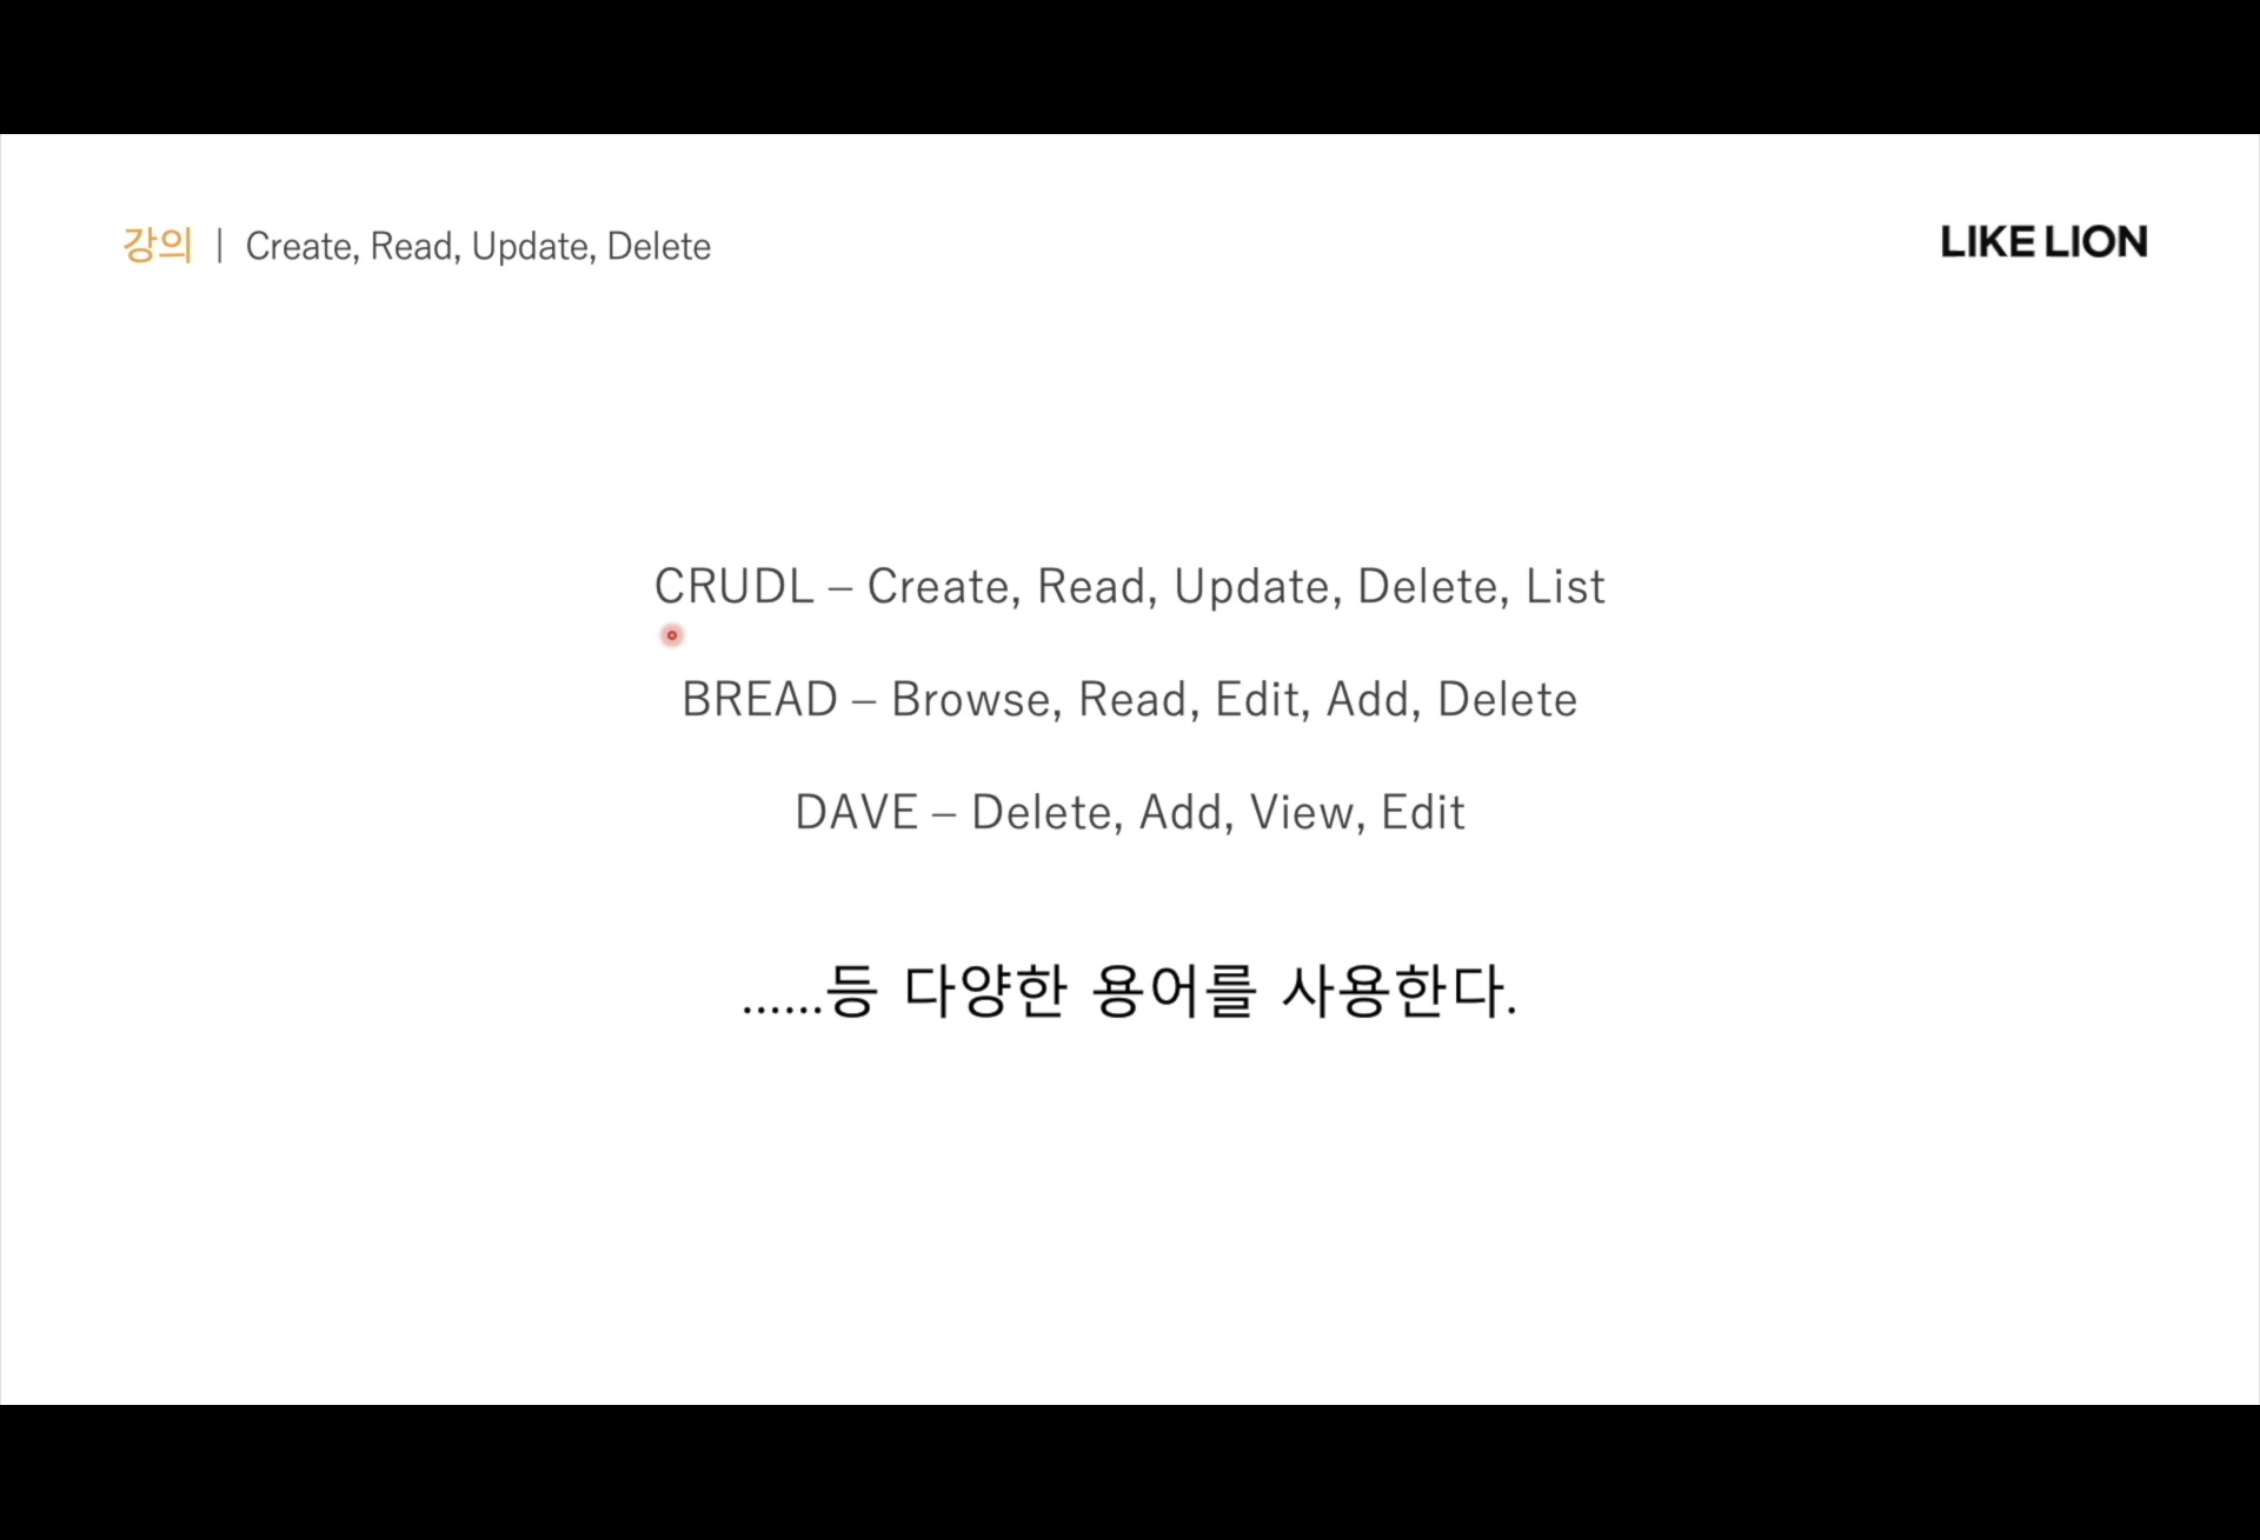 강의 | Create, Read, Update, Delete
LIKE LION
CRUDL – Create, Read, Update, Delete, List
BREAD – Browse, Read, Edit, Add, Delete
DAVE – Delete, Add, View, Edit
......등 다양한 용어를 사용한다.